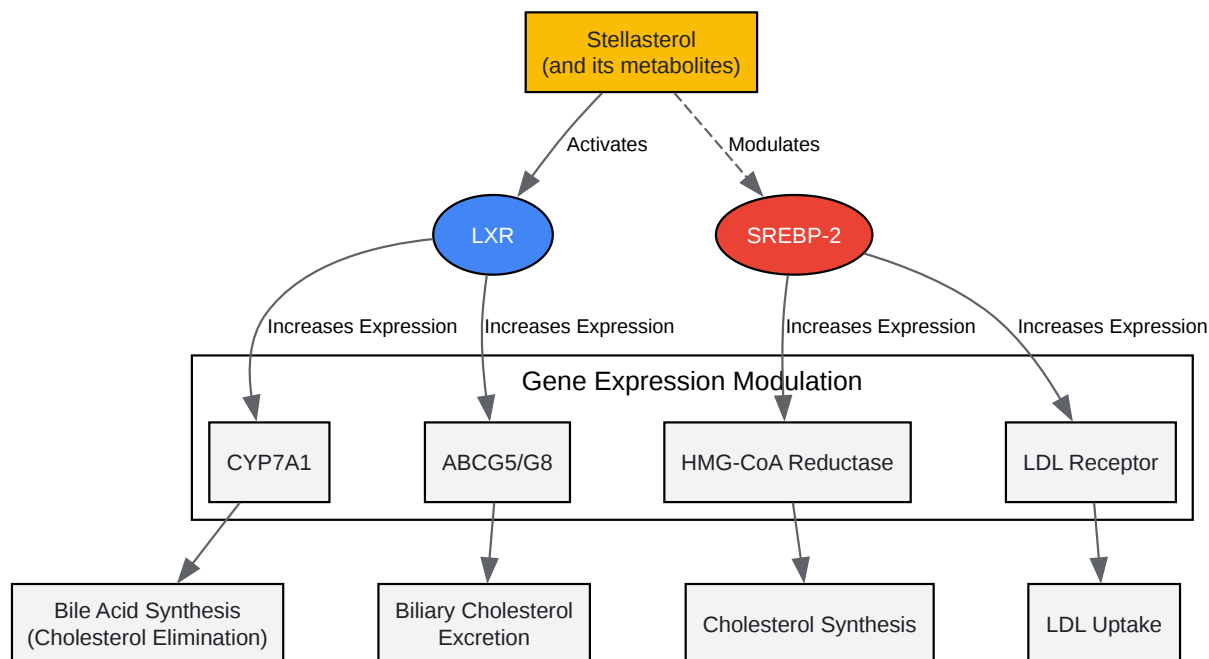 Stellasterol
(and its metabolites)
Activates
Modulates
LXR
SREBP-2
Increases Expression
Increases Expression
Increases Expression
Increases Expression
Gene Expression Modulation
CYP7A1
ABCG5/G8
HMG-CoA Reductase
LDL Receptor
Bile Acid Synthesis
(Cholesterol Elimination)
Biliary Cholesterol
Excretion
Cholesterol Synthesis
LDL Uptake